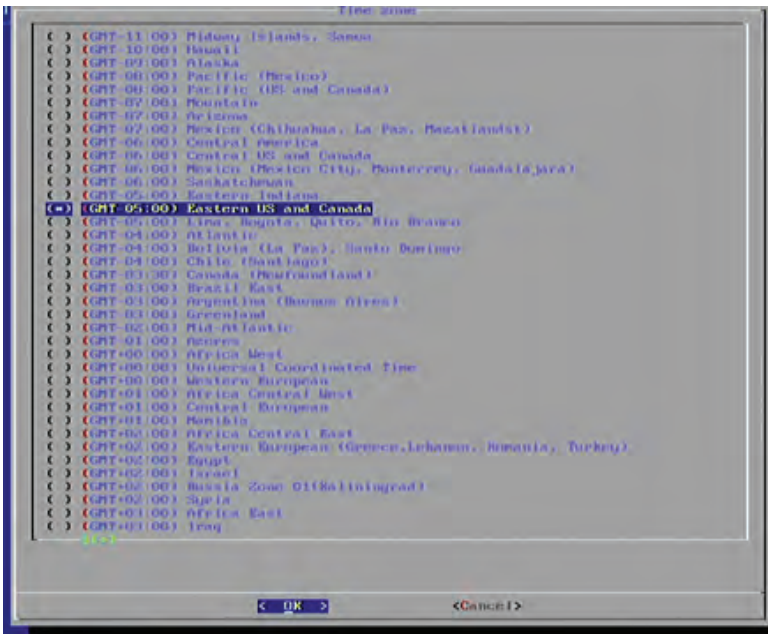 Time zone
( ) (GMT-11:00) Midway Islands, Samoa
( ) (GMT-10:00) Hawaii
( ) (GMT-09:00) Alaska
( ) (GMT-08:00) Pacific (Mexico)
( ) (GMT-08:00) Pacific (US and Canada)
( ) (GMT-07:00) Mountain
( ) (GMT-07:00) Arizona
( ) (GMT-07:00) Mexico (Chihuahua, La Paz, Mazatlandst)
( ) (GMT-06:00) Central America
( ) (GMT-06:00) Central US and Canada
( ) (GMT-06:00) Mexico (Mexico City, Monterrey, Guadalajara)
( ) (GMT-06:00) Saskatchewan
( ) (GMT-05:00) Eastern Indiana
(*) (GMT-05:00) Eastern US and Canada
( ) (GMT-05:00) Lima, Bogota, Quito, Rio Branco
( ) (GMT-04:00) Atlantic
( ) (GMT-04:00) Bolivia (La Paz), Santo Domingo
( ) (GMT-04:00) Chile (Santiago)
( ) (GMT-03:30) Canada (Newfoundland)
( ) (GMT-03:00) Brazil East
( ) (GMT-03:00) Argentina (Buenos Aires)
( ) (GMT-03:00) Greenland
( ) (GMT-02:00) Mid-Atlantic
( ) (GMT-01:00) Azores
( ) (GMT+00:00) Africa West
( ) (GMT+00:00) Universal Coordinated Time
( ) (GMT+00:00) Western European
( ) (GMT+01:00) Africa Central West
( ) (GMT+01:00) Central European
( ) (GMT+01:00) Namibia
( ) (GMT+02:00) Africa Central East
( ) (GMT+02:00) Eastern European (Greece,Lebanon, Romania, Turkey)
( ) (GMT+02:00) Egypt
( ) (GMT+02:00) Israel
( ) (GMT+02:00) Russia Zone 01(Kaliningrad)
( ) (GMT+02:00) Syria
( ) (GMT+03:00) Africa East
( ) (GMT+03:00) Iraq
< OK > <Cancel>